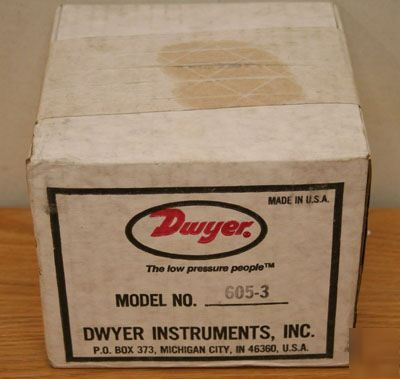 MADE IN U.S.A.
Dwyer®
The low pressure people™
MODEL NO. 605-3
DWYER INSTRUMENTS, INC.
P.O. BOX 373, MICHIGAN CITY, IN 46360, U.S.A.